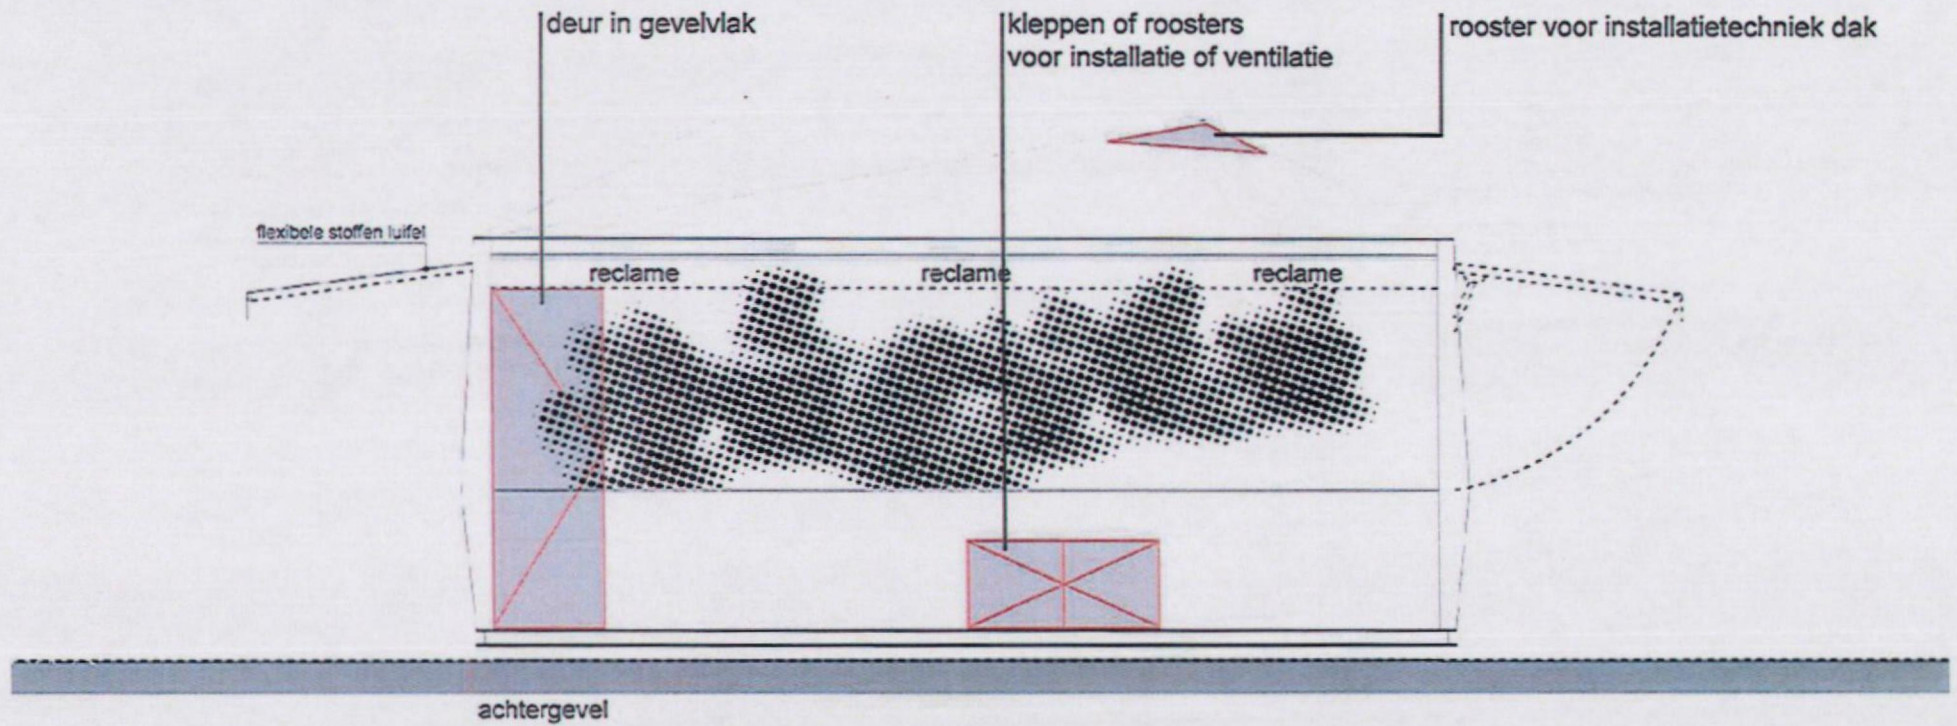 deur in gevelvlak
kleppen of roosters
voor installatie of ventilatie
rooster voor installatietechniek dak
flexibele stoffen luifel
reclame
reclame
reclame
achtergevel